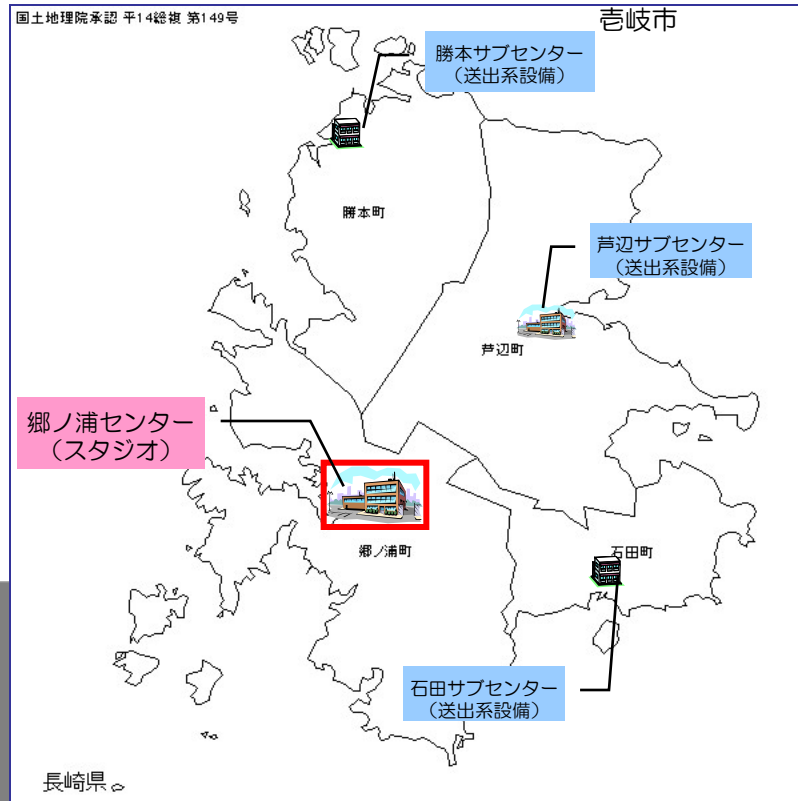 国土地理院承認 平14総複 第149号
壱岐市
勝本サブセンター
（送出系設備）
勝本町
芦辺サブセンター
（送出系設備）
芦辺町
郷ノ浦センター
（スタジオ）
郷ノ浦町
石田町
石田サブセンター
（送出系設備）
長崎県